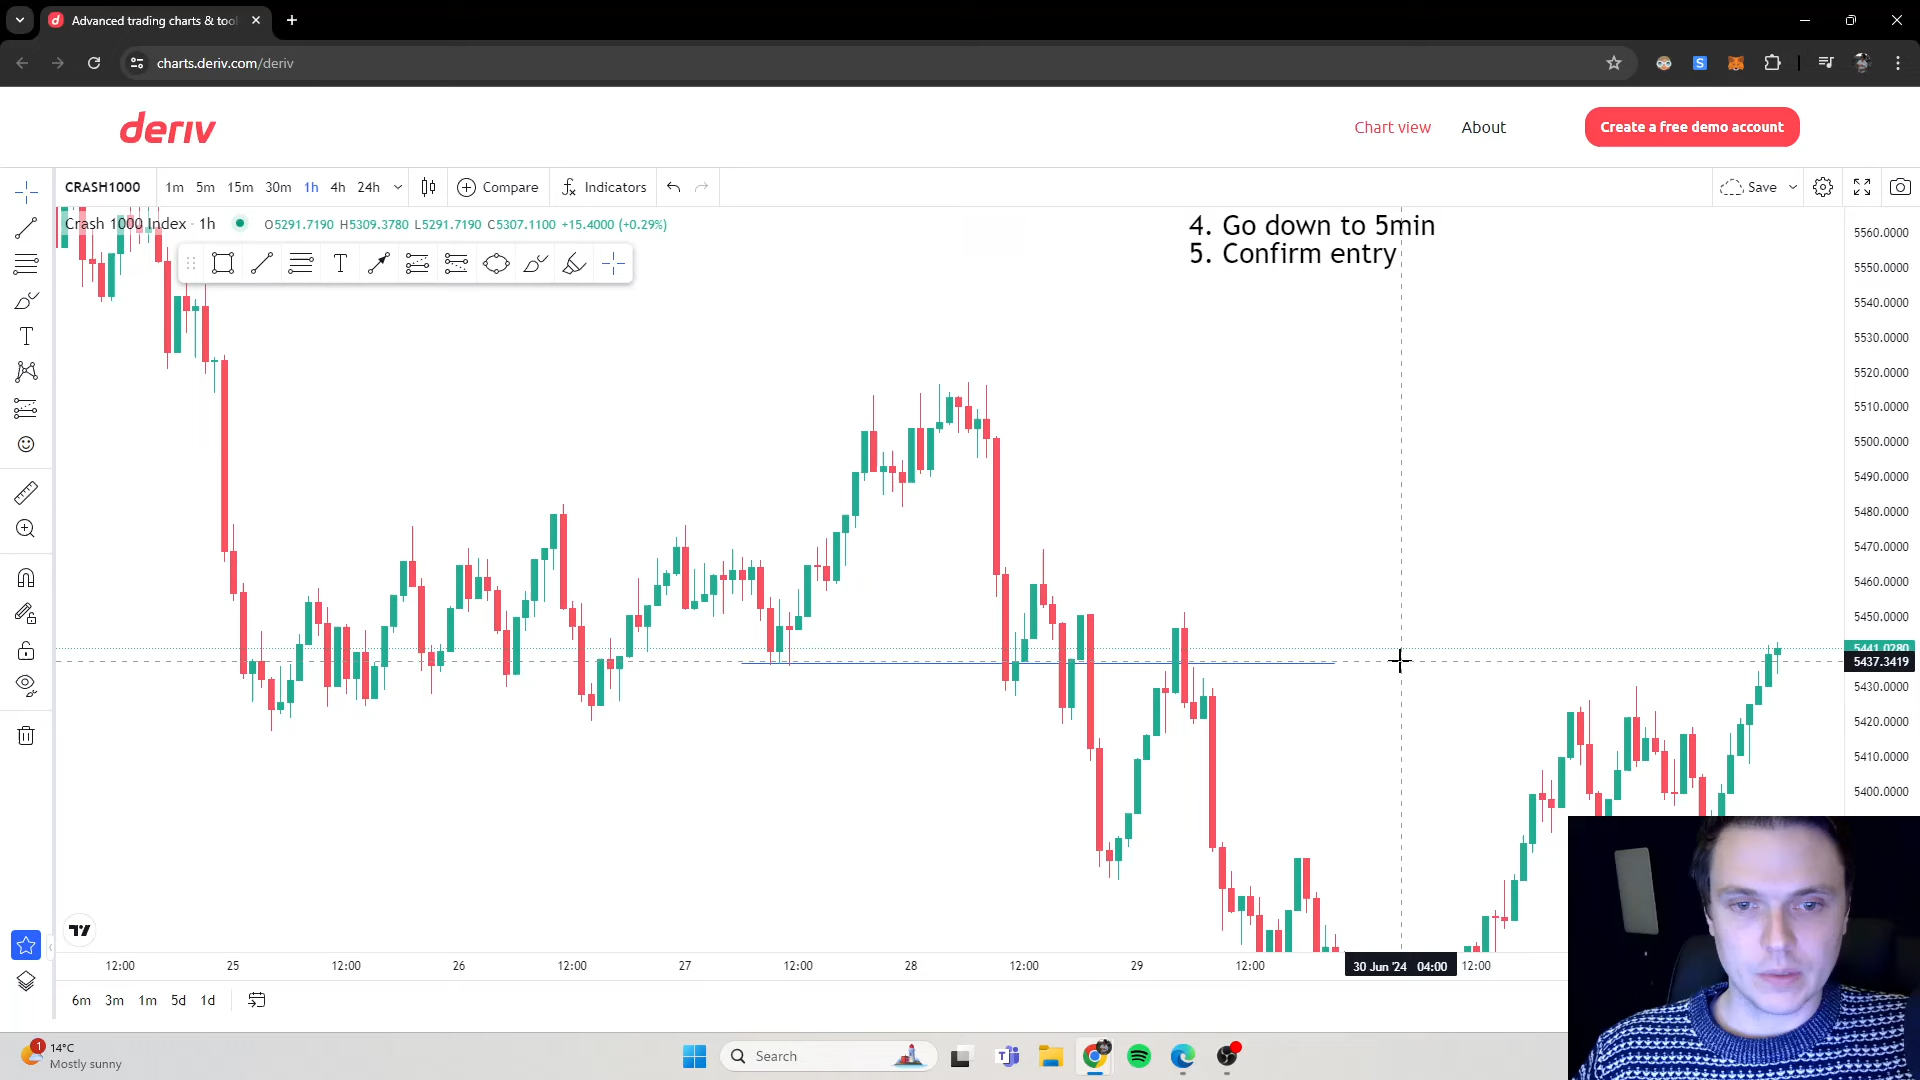 Advanced trading charts & tool
charts.deriv.com/deriv
deriv
Chart view
About
Create a free demo account
CRASH1000
1m
5m
15m
30m
1h
4h
24h
Compare
Indicators
Save
Crash 1000 Index · 1h
O5291.7190 H5309.3780 L5291.7190 C5307.1100 +15.4000 (+0.29%)
T
4. Go down to 5min
5. Confirm entry
5560.0000
5550.0000
5540.0000
5530.0000
5520.0000
5510.0000
5500.0000
5490.0000
5480.0000
5470.0000
5460.0000
5450.0000
5441.0280
5437.3419
5430.0000
5420.0000
5410.0000
5400.0000
12:00
25
12:00
26
12:00
27
12:00
28
12:00
29
12:00
30 Jun '24 04:00
12:00
6m
3m
1m
5d
1d
1
14°C
Mostly sunny
Search